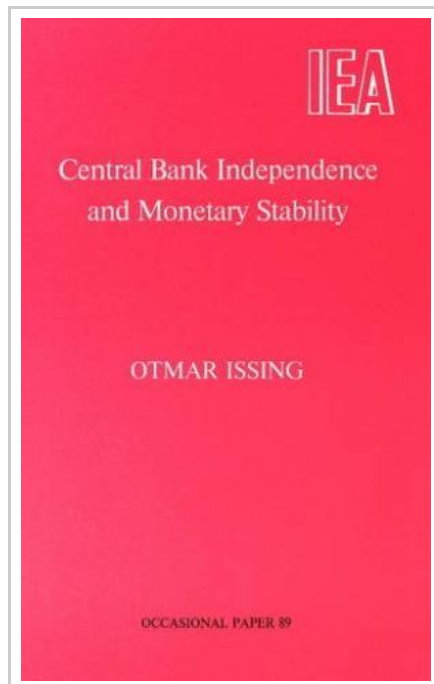 IEA
Central Bank Independence
and Monetary Stability
OTMAR ISSING
OCCASIONAL PAPER 89